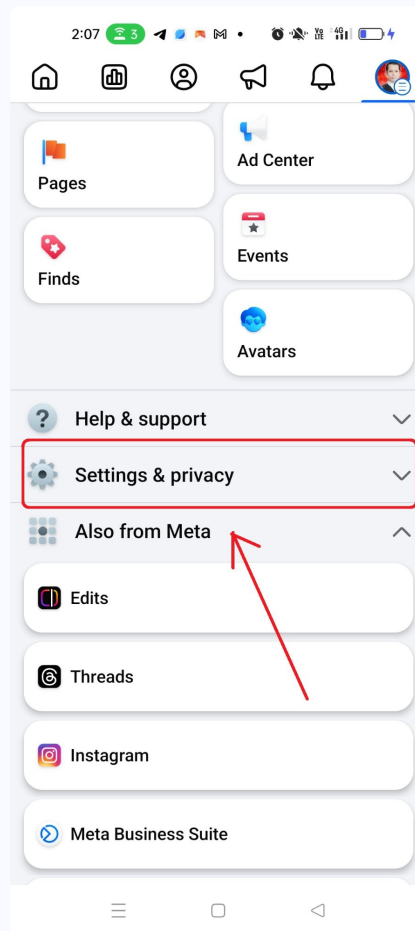 2:07 3
4G
Pages
Ad Center
Finds
Events
Avatars
Help & support
Settings & privacy
Also from Meta
Edits
Threads
Instagram
Meta Business Suite